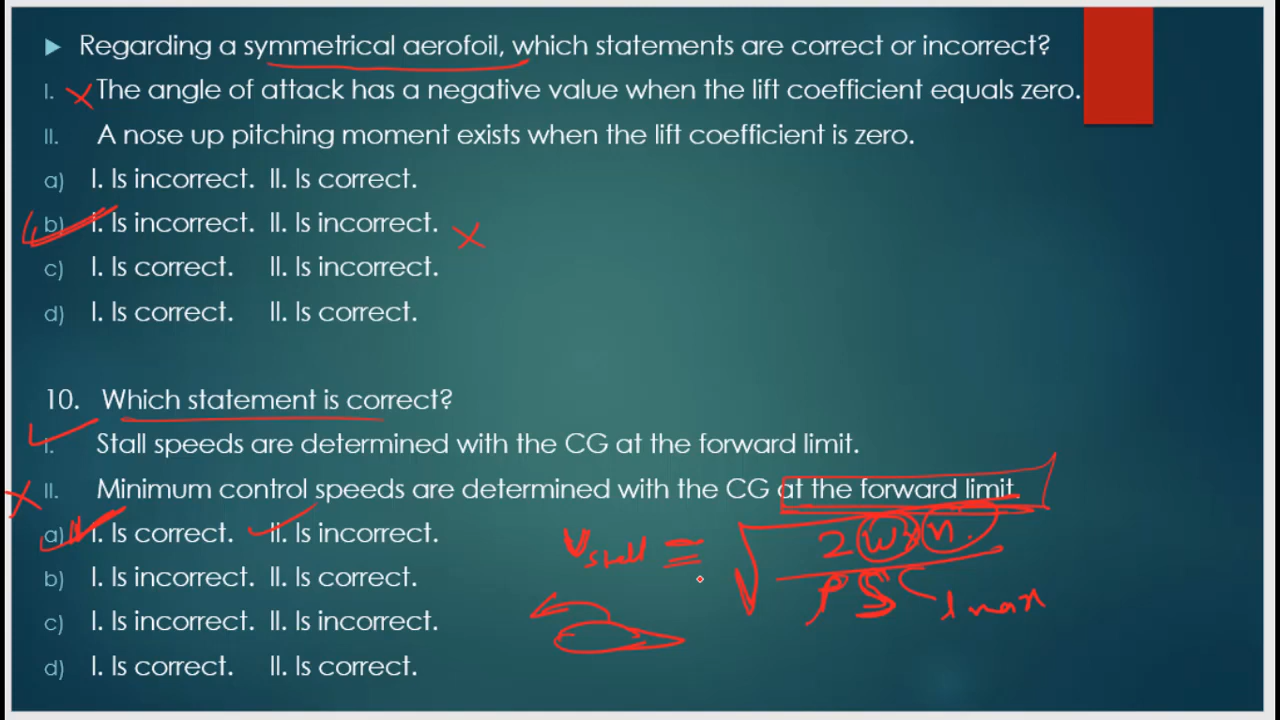 Regarding a symmetrical aerofoil, which statements are correct or incorrect?
I. The angle of attack has a negative value when the lift coefficient equals zero.
II. A nose up pitching moment exists when the lift coefficient is zero.
a) I. Is incorrect. II. Is correct.
b) I. Is incorrect. II. Is incorrect.
c) I. Is correct. II. Is incorrect.
d) I. Is correct. II. Is correct.
10. Which statement is correct?
I. Stall speeds are determined with the CG at the forward limit.
II. Minimum control speeds are determined with the CG at the forward limit.
a) I. Is correct. II. Is incorrect.
b) I. Is incorrect. II. Is correct.
c) I. Is incorrect. II. Is incorrect.
d) I. Is correct. II. Is correct.
Vstall = √ 2 W x n
ρ S C l max